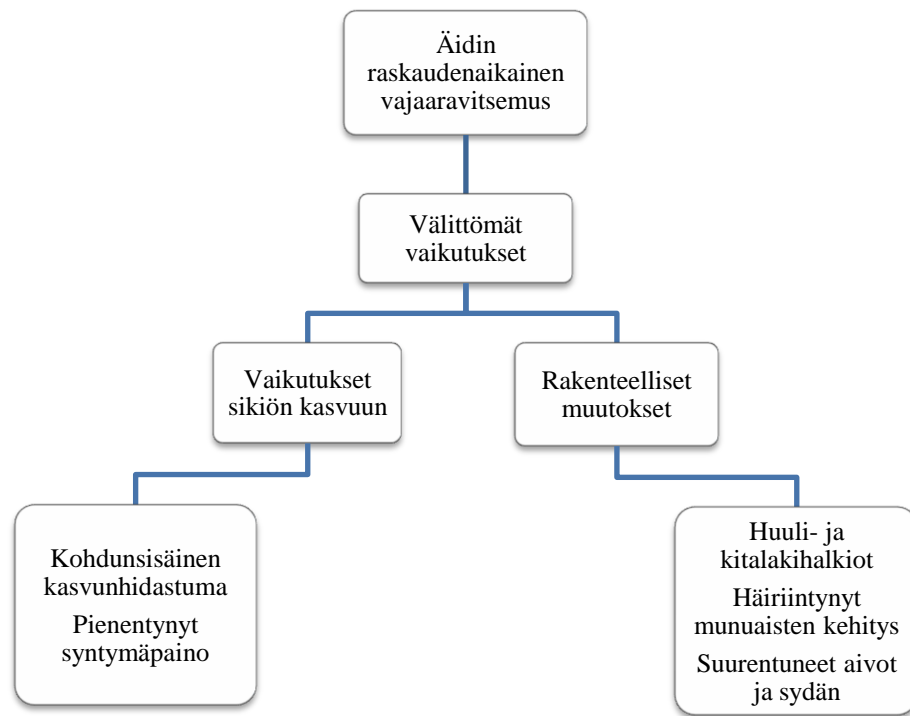 Äidin
raskaudenaikainen
vajaaravitsemus
Välittömät
vaikutukset
Vaikutukset
sikiön kasvuun
Rakenteelliset
muutokset
Kohdunsisäinen
kasvunhidastuma
Pienentynyt
syntymäpaino
Huuli- ja
kitalakihalkiot
Häiriintynyt
munuaisten kehitys
Suurentuneet aivot
ja sydän